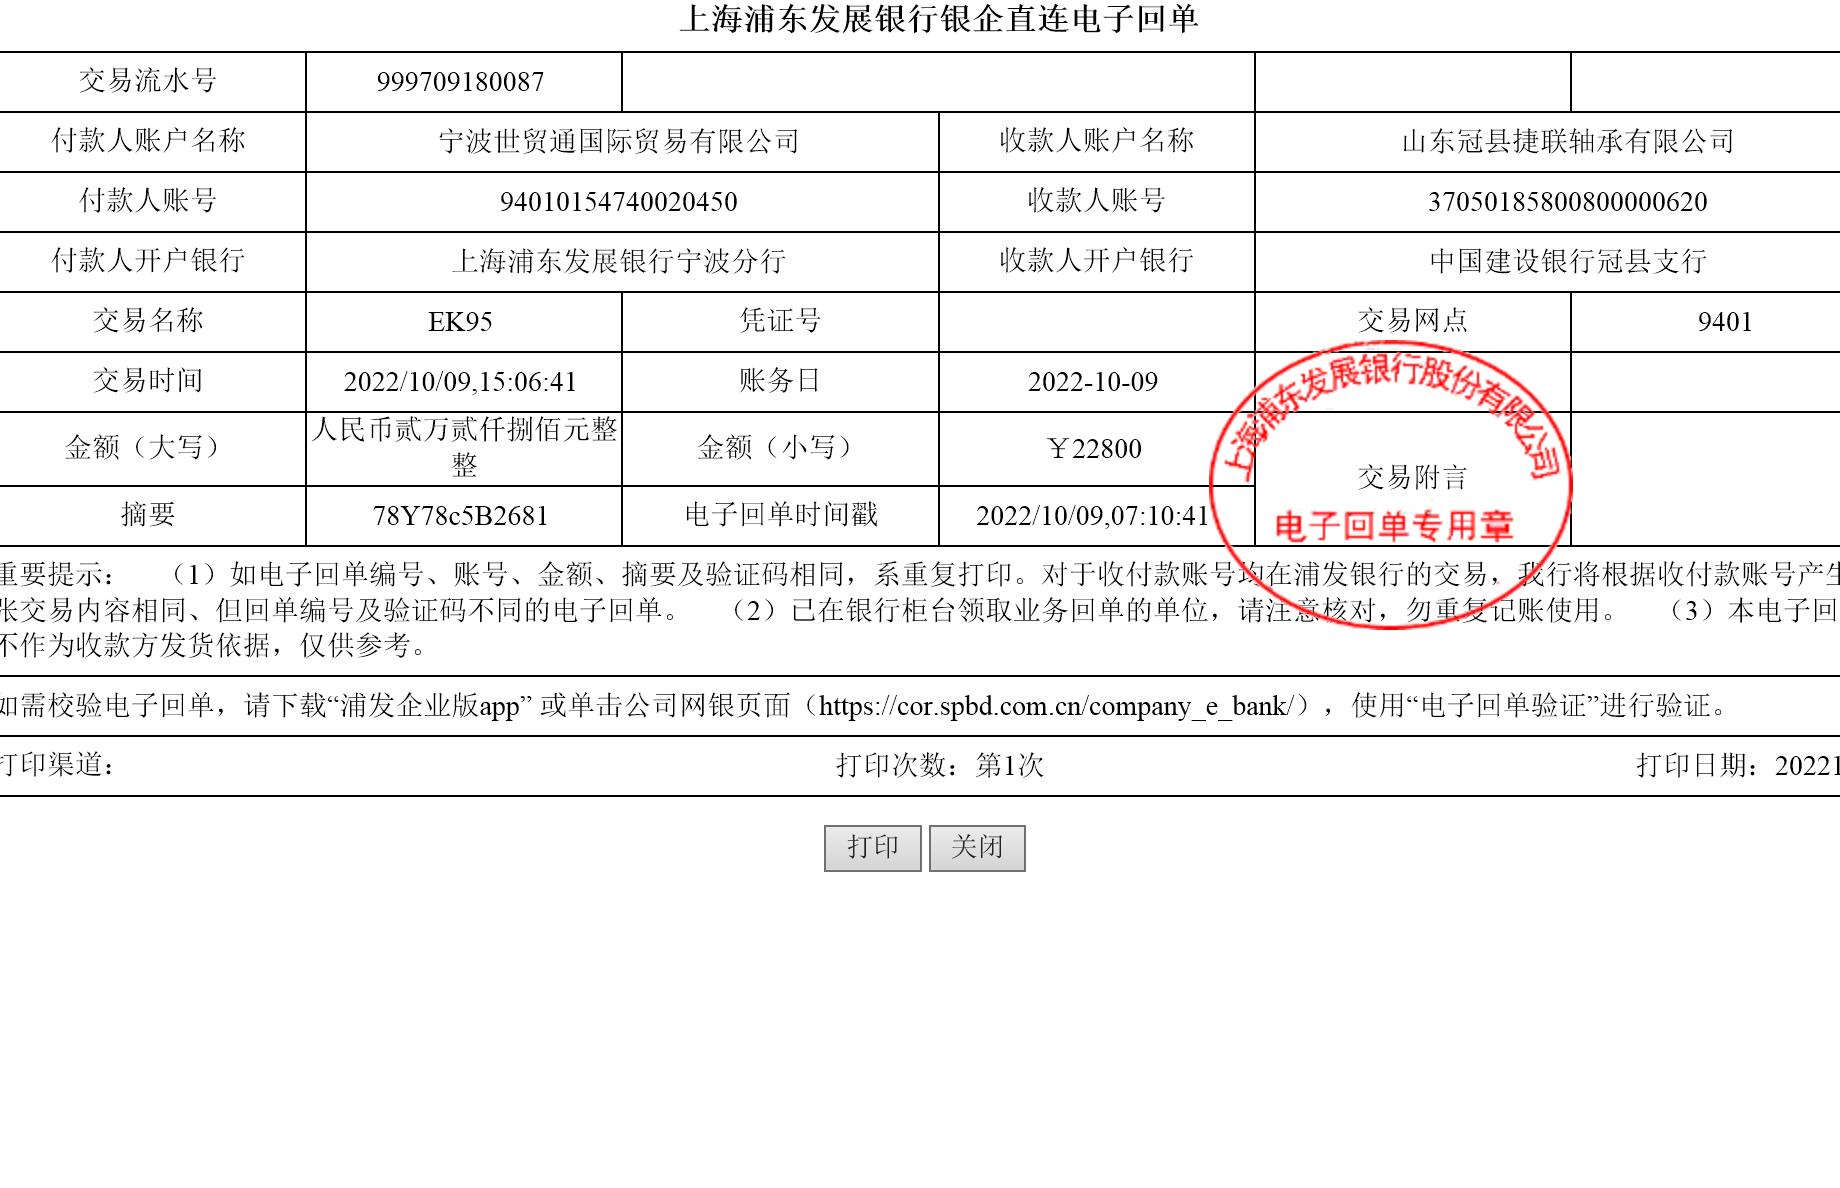 上海浦东发展银行银企直连电子回单
交易流水号 999709180087
付款人账户名称 宁波世贸通国际贸易有限公司 收款人账户名称 山东冠县捷联轴承有限公司
付款人账号 94010154740020450 收款人账号 37050185800800000620
付款人开户银行 上海浦东发展银行宁波分行 收款人开户银行 中国建设银行冠县支行
交易名称 EK95 凭证号 交易网点 9401
交易时间 2022/10/09,15:06:41 账务日 2022-10-09
上海浦东发展银行股份有限公司
金额（大写） 人民币贰万贰仟捌佰元整 金额（小写） ￥22800
整
交易附言
摘要 78Y78c5B2681 电子回单时间戳 2022/10/09,07:10:41
电子回单专用章
重要提示： （1）如电子回单编号、账号、金额、摘要及验证码相同，系重复打印。对于收付款账号均在浦发银行的交易，我行将根据收付款账号产生
张交易内容相同、但回单编号及验证码不同的电子回单。 （2）已在银行柜台领取业务回单的单位，请注意核对，勿重复记账使用。 （3）本电子回
不作为收款方发货依据，仅供参考。
如需校验电子回单，请下载“浦发企业版app” 或单击公司网银页面（https://cor.spbd.com.cn/company_e_bank/），使用“电子回单验证”进行验证。
打印渠道： 打印次数：第1次 打印日期：20221
打印 关闭